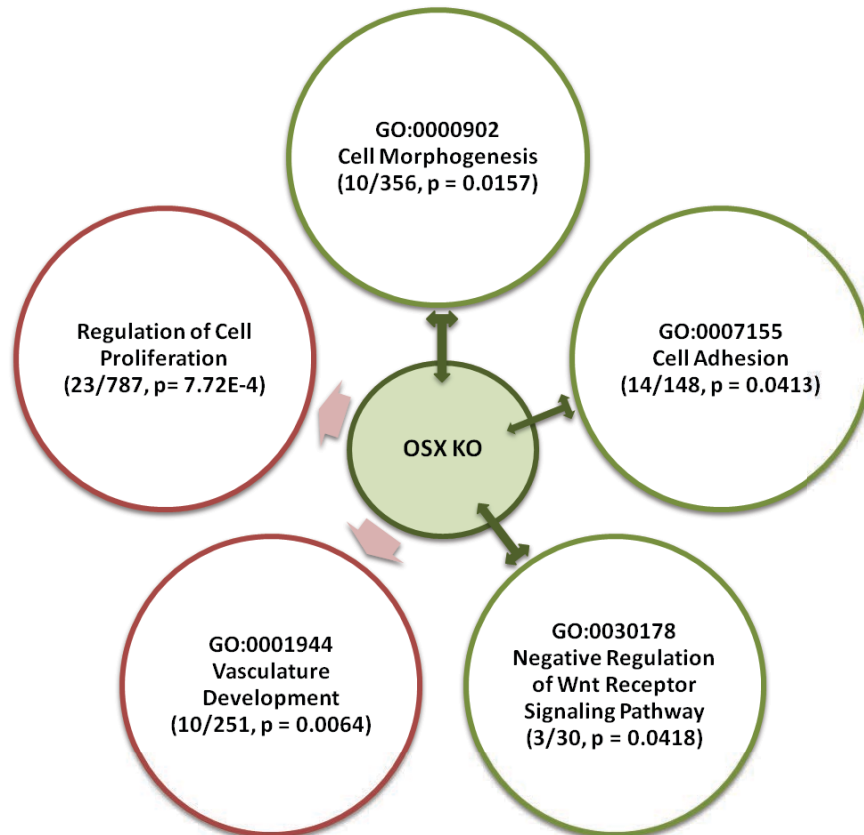 GO:0000902
Cell Morphogenesis
(10/356, p = 0.0157)
Regulation of Cell
Proliferation
(23/787, p= 7.72E-4)
GO:0007155
Cell Adhesion
(14/148, p = 0.0413)
OSX KO
GO:0001944
Vasculature
Development
(10/251, p = 0.0064)
GO:0030178
Negative Regulation
of Wnt Receptor
Signaling Pathway
(3/30, p = 0.0418)